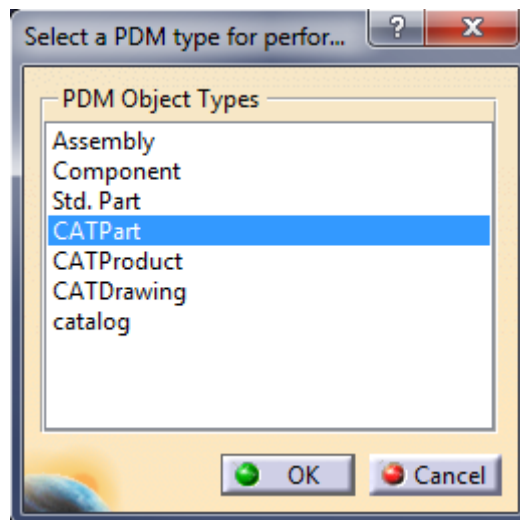 Select a PDM type for perfor...
?
X
PDM Object Types
Assembly
Component
Std. Part
CATPart
CATProduct
CATDrawing
catalog
OK
Cancel